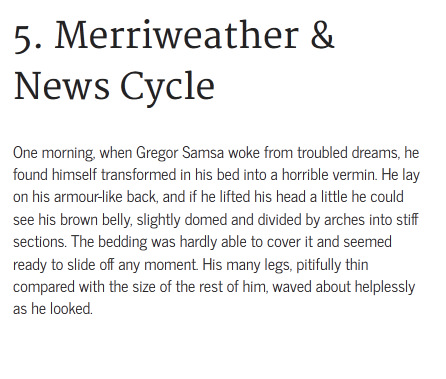 5. Merriweather &
News Cycle
One morning, when Gregor Samsa woke from troubled dreams, he
found himself transformed in his bed into a horrible vermin. He lay
on his armour-like back, and if he lifted his head a little he could
see his brown belly, slightly domed and divided by arches into stiff
sections. The bedding was hardly able to cover it and seemed
ready to slide off any moment. His many legs, pitifully thin
compared with the size of the rest of him, waved about helplessly
as he looked.